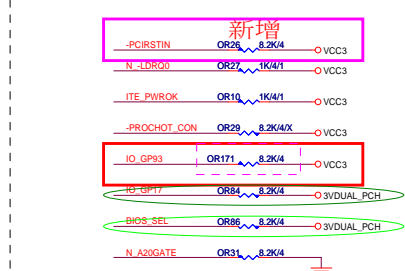 新增
-PCIRSTIN OR26 8.2K/4 VCC3
N_-LDRQ0 OR27 1K/4/1 VCC3
ITE_PWROK OR10 1K/4/1 VCC3
-PROCHOT_CON OR29 8.2K/4/X VCC3
IO_GP93 OR171 8.2K/4 VCC3
IO_GP17 OR84 8.2K/4 3VDUAL_PCH
BIOS_SEL OR86 8.2K/4 3VDUAL_PCH
N_A20GATE OR31 8.2K/4